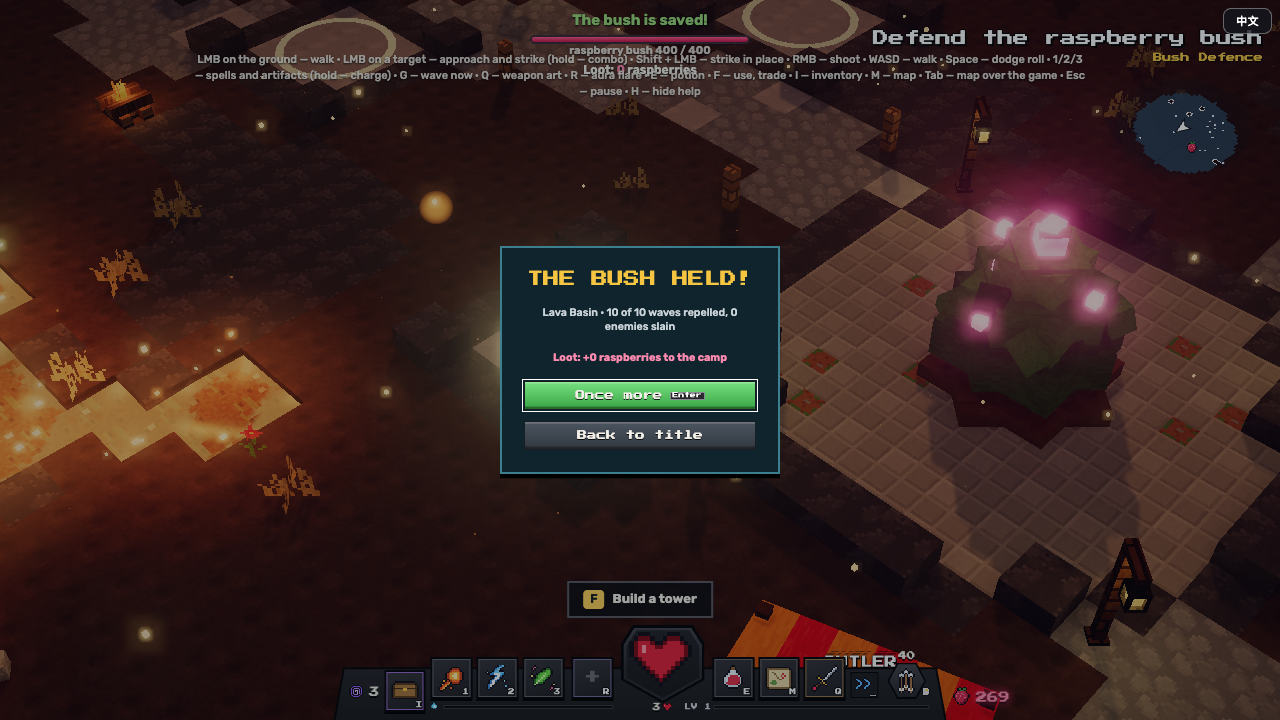 The bush is saved!
中文
raspberry bush 400 / 400
Defend the raspberry bush
Bush Defence
LMB on the ground — walk • LMB on a target — approach and strike (hold — combo) • Shift + LMB — strike in place • RMB — shoot • WASD — walk • Space — dodge roll • 1/2/3
Loot: 0 raspberries
— spells and artifacts (hold — charge) • G — wave now • Q — weapon art • R — E — potion • F — use, trade • I — inventory • M — map • Tab — map over the game • Esc
— pause • H — hide help
THE BUSH HELD!
Lava Basin • 10 of 10 waves repelled, 0
enemies slain
Loot: +0 raspberries to the camp
Once more Enter
Back to title
F Build a tower
3
I
1
2
3
R
E
M
Q
40
B
269
3
LV 1